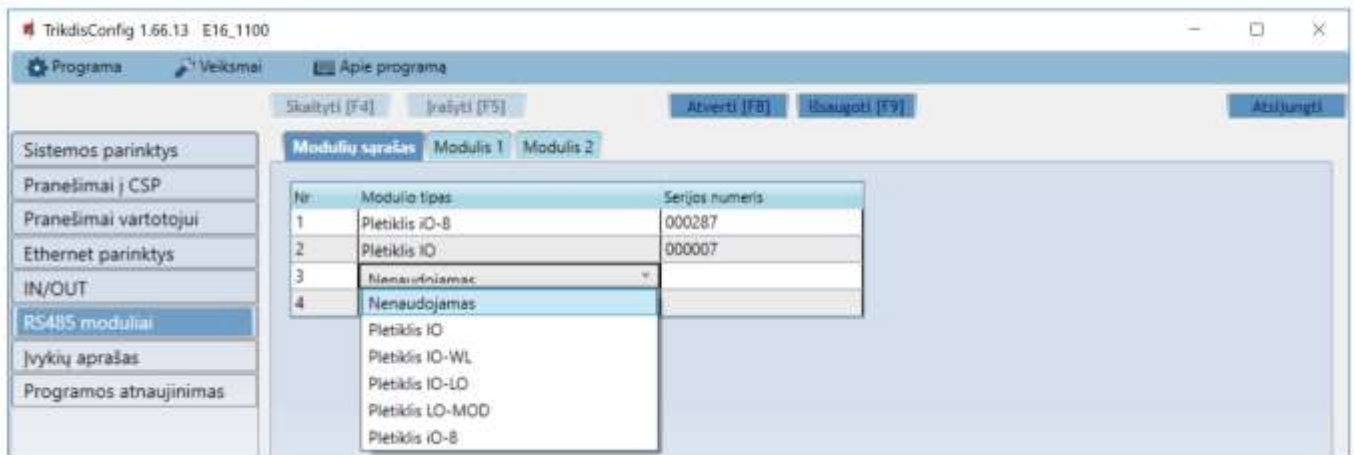 TrikdisConfig 1.66.13 E16_1100
Programa Veiksmai Apie programą
Skaityti [F4] Įrašyti [F5] Atverti [F8] Išsaugoti [F9] Atsijungti
Sistemos parinktys
Pranešimai į CSP
Pranešimai vartotojui
Ethernet parinktys
IN/OUT
RS485 moduliai
Įvykių aprašas
Programos atnaujinimas
Modulių sąrašas Modulis 1 Modulis 2
Nr Modulio tipas Serijos numeris
1 Plėtiklis iO-8 000287
2 Plėtiklis IO 000007
3 Nenaudojamas
4
Nenaudojamas
Plėtiklis IO
Plėtiklis IO-WL
Plėtiklis IO-LO
Plėtiklis LO-MOD
Plėtiklis iO-8